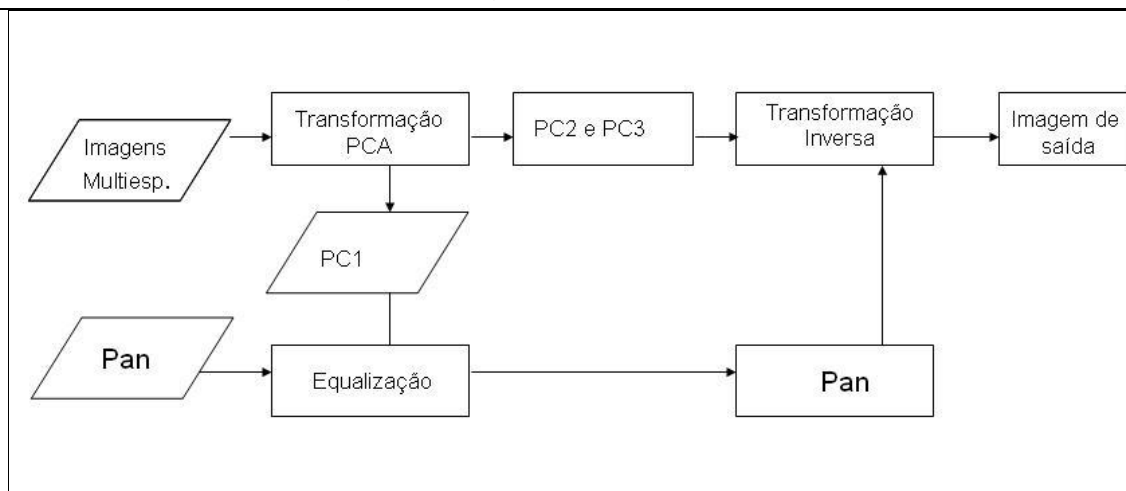 Imagens
Multiesp.
Transformação
PCA
PC2 e PC3
Transformação
Inversa
Imagem de
saída
PC1
Pan
Equalização
Pan